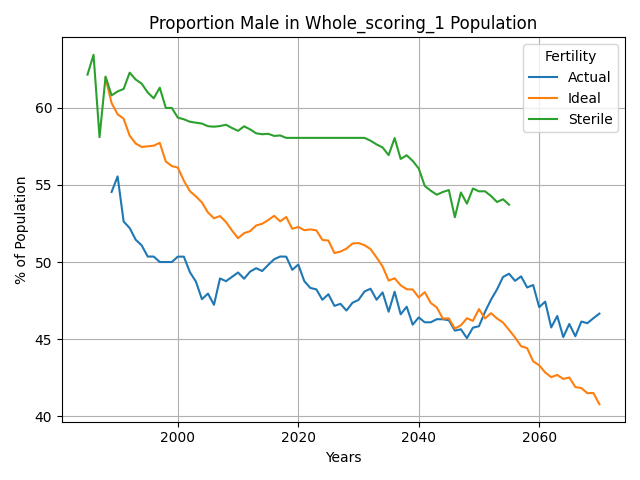 Proportion Male in Whole_scoring_1 Population
Fertility
Actual
Ideal
Sterile
% of Population
60
55
50
45
40
2000
2020
2040
2060
Years